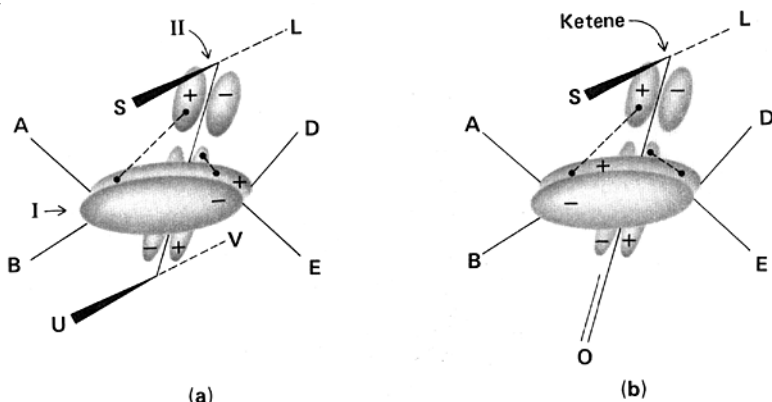 II
L
S
+
-
A
D
I
+
-
B
V
-
+
E
U
(a)
Ketene
L
S
+
-
A
D
+
-
B
-
+
E
O
(b)